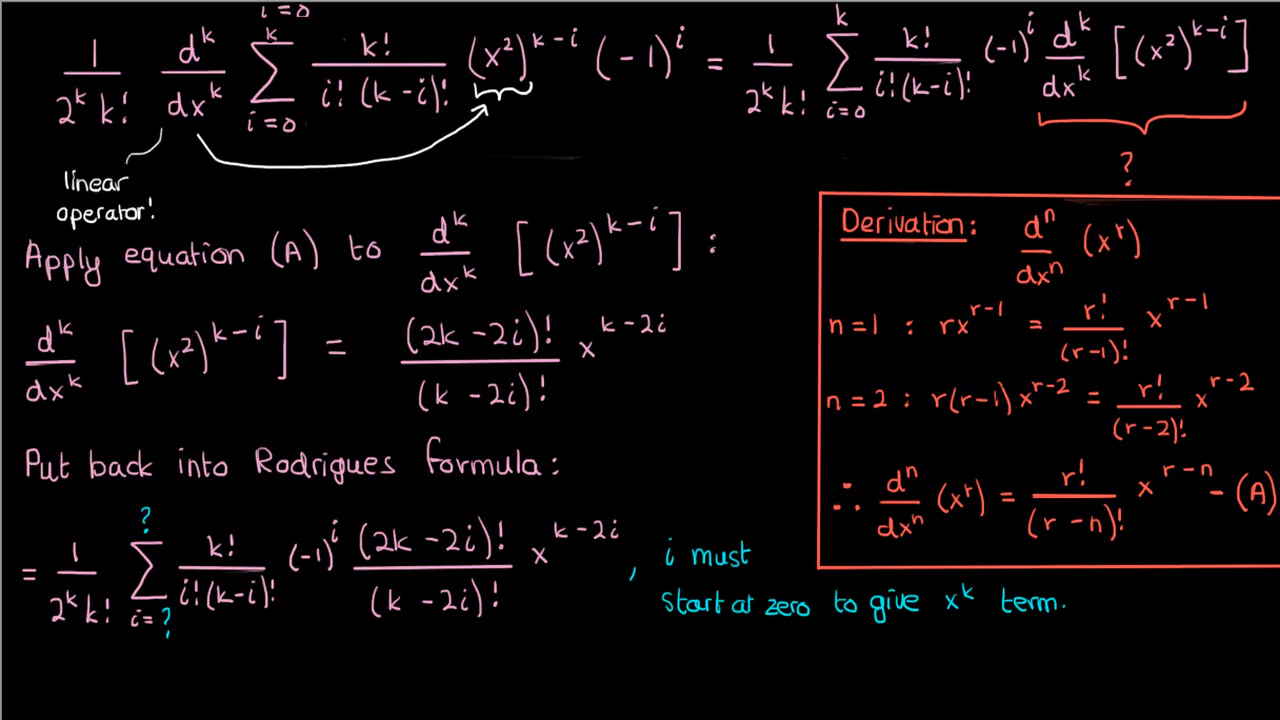 i=0
1/(2^k k!) d^k/dx^k ∑_{i=0}^{k} k!/(i!(k-i)!) (x²)^{k-i} (-1)^i = 1/(2^k k!) ∑_{i=0}^{k} k!/(i!(k-i)!) (-1)^i d^k/dx^k [(x²)^{k-i}]
?
linear
operator!
Apply equation (A) to d^k/dx^k [(x²)^{k-i}] :
d^k/dx^k [(x²)^{k-i}] = (2k-2i)!/(k-2i)! x^{k-2i}
Put back into Rodrigues formula:
= 1/(2^k k!) ∑_{i=?}^{?} k!/(i!(k-i)!) (-1)^i (2k-2i)!/(k-2i)! x^{k-2i} , i must
start at zero to give x^k term.
Derivation: d^n/dx^n (x^r)
n=1 : rx^{r-1} = r!/(r-1)! x^{r-1}
n=2 : r(r-1)x^{r-2} = r!/(r-2)! x^{r-2}
∴ d^n/dx^n (x^r) = r!/(r-n)! x^{r-n} - (A)